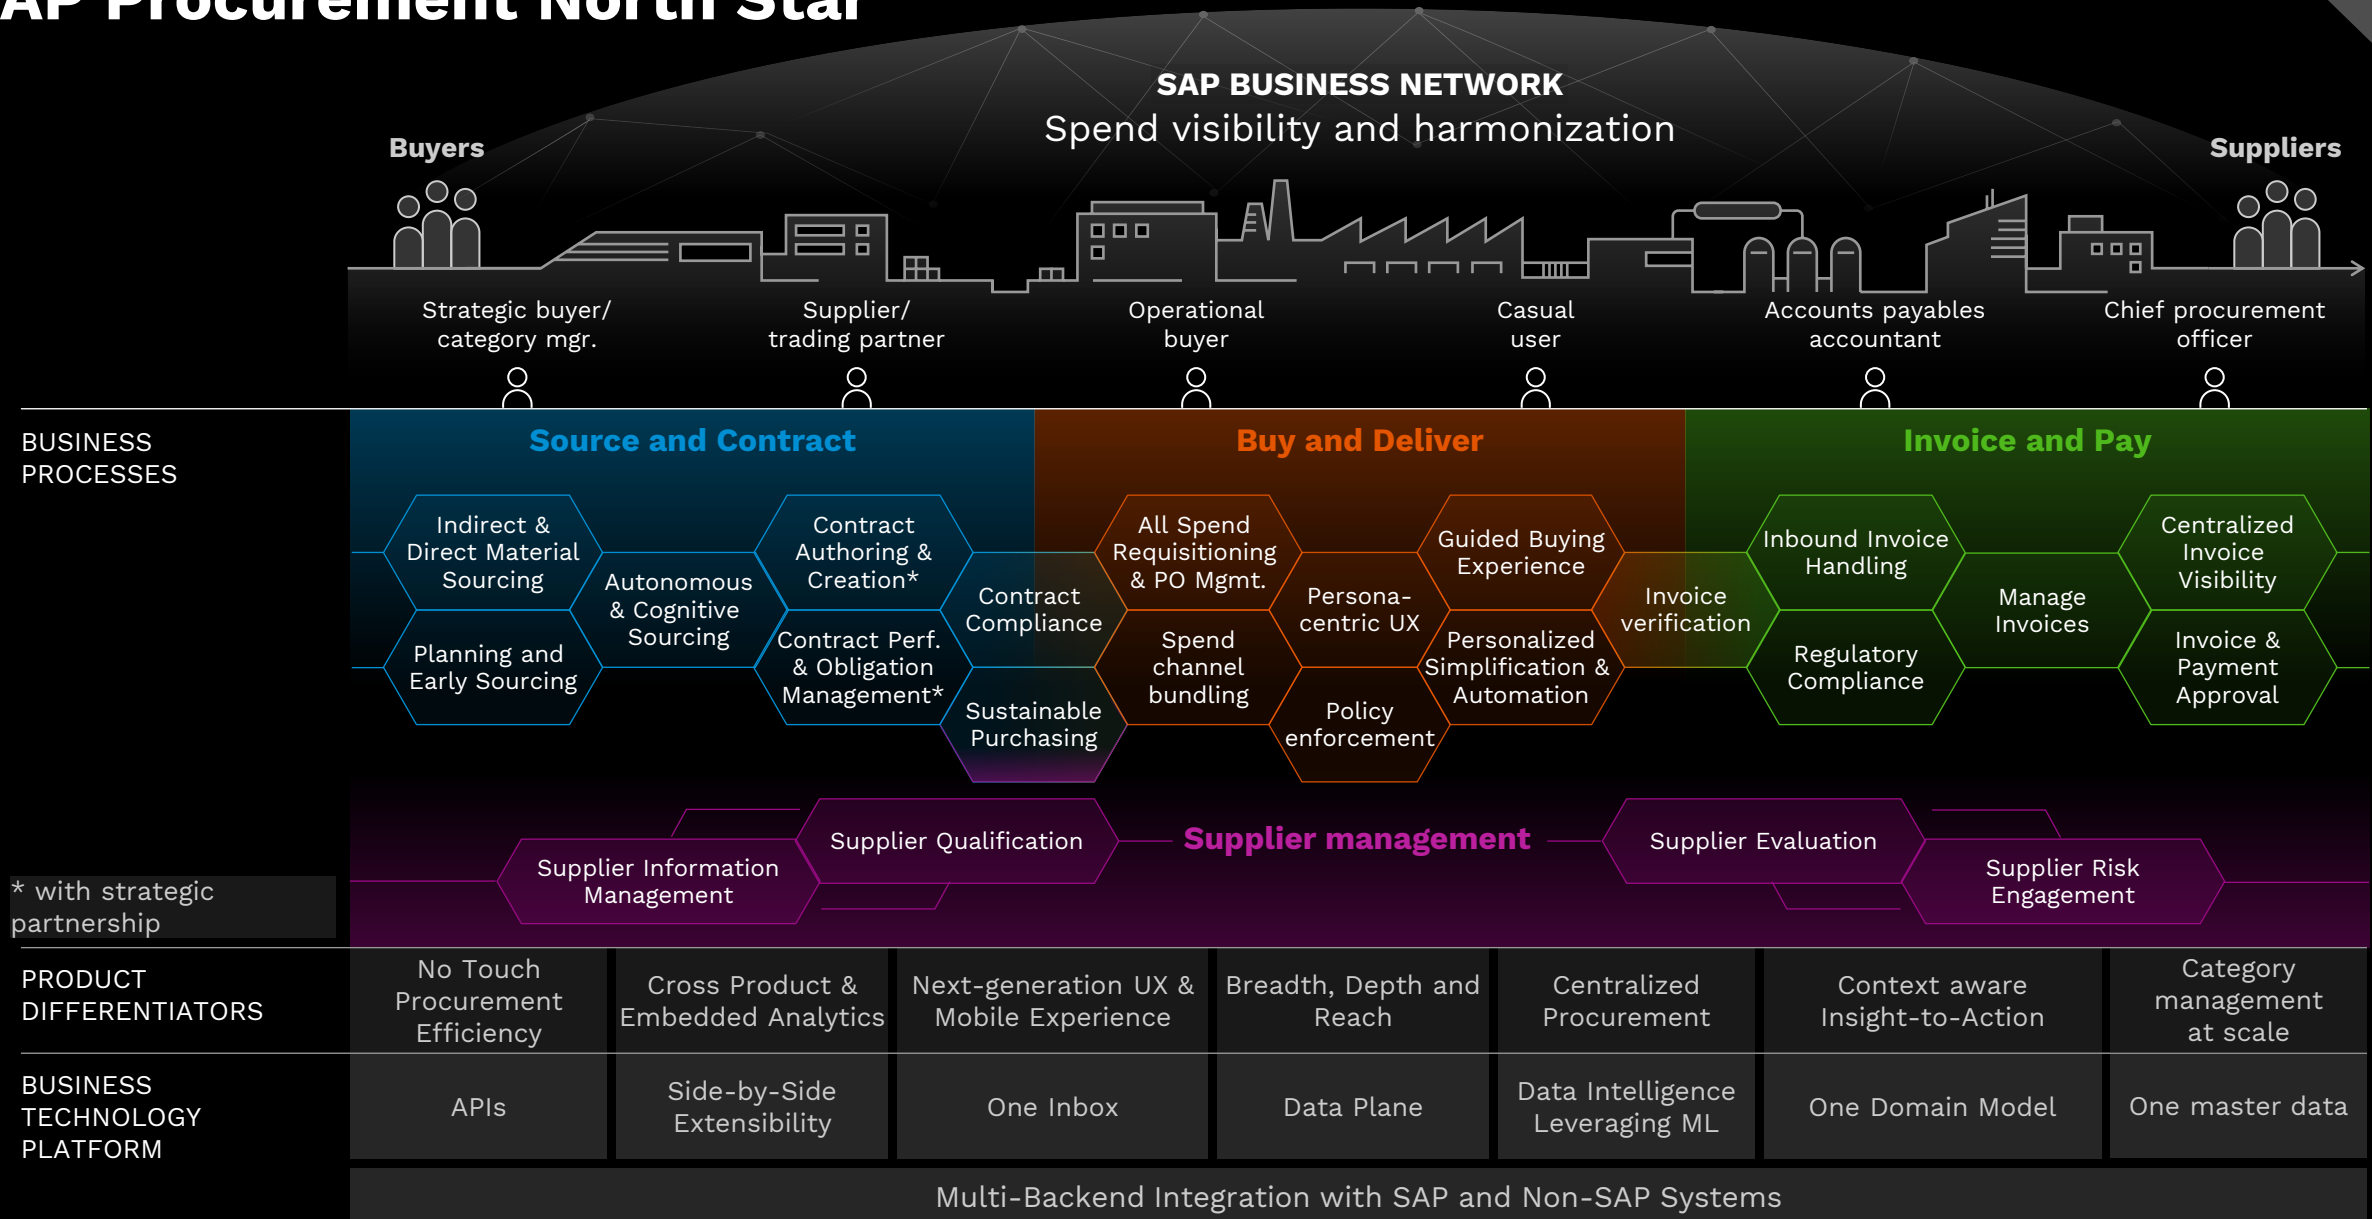 AP Procurement North Star
SAP BUSINESS NETWORK
Spend visibility and harmonization
Buyers
Suppliers
Strategic buyer/
category mgr.
Supplier/
trading partner
Operational
buyer
Casual
user
Accounts payables
accountant
Chief procurement
officer
BUSINESS
PROCESSES
Source and Contract
Buy and Deliver
Invoice and Pay
Indirect &
Direct Material
Sourcing
Planning and
Early Sourcing
Autonomous
& Cognitive
Sourcing
Contract
Authoring &
Creation*
Contract Perf.
& Obligation
Management*
Contract
Compliance
Sustainable
Purchasing
All Spend
Requisitioning
& PO Mgmt.
Spend
channel
bundling
Persona-
centric UX
Policy
enforcement
Guided Buying
Experience
Personalized
Simplification &
Automation
Invoice
verification
Inbound Invoice
Handling
Regulatory
Compliance
Manage
Invoices
Centralized
Invoice
Visibility
Invoice &
Payment
Approval
Supplier management
Supplier Information
Management
Supplier Qualification
Supplier Evaluation
Supplier Risk
Engagement
* with strategic
partnership
PRODUCT
DIFFERENTIATORS
No Touch
Procurement
Efficiency
Cross Product &
Embedded Analytics
Next-generation UX &
Mobile Experience
Breadth, Depth and
Reach
Centralized
Procurement
Context aware
Insight-to-Action
Category
management
at scale
BUSINESS
TECHNOLOGY
PLATFORM
APIs
Side-by-Side
Extensibility
One Inbox
Data Plane
Data Intelligence
Leveraging ML
One Domain Model
One master data
Multi-Backend Integration with SAP and Non-SAP Systems